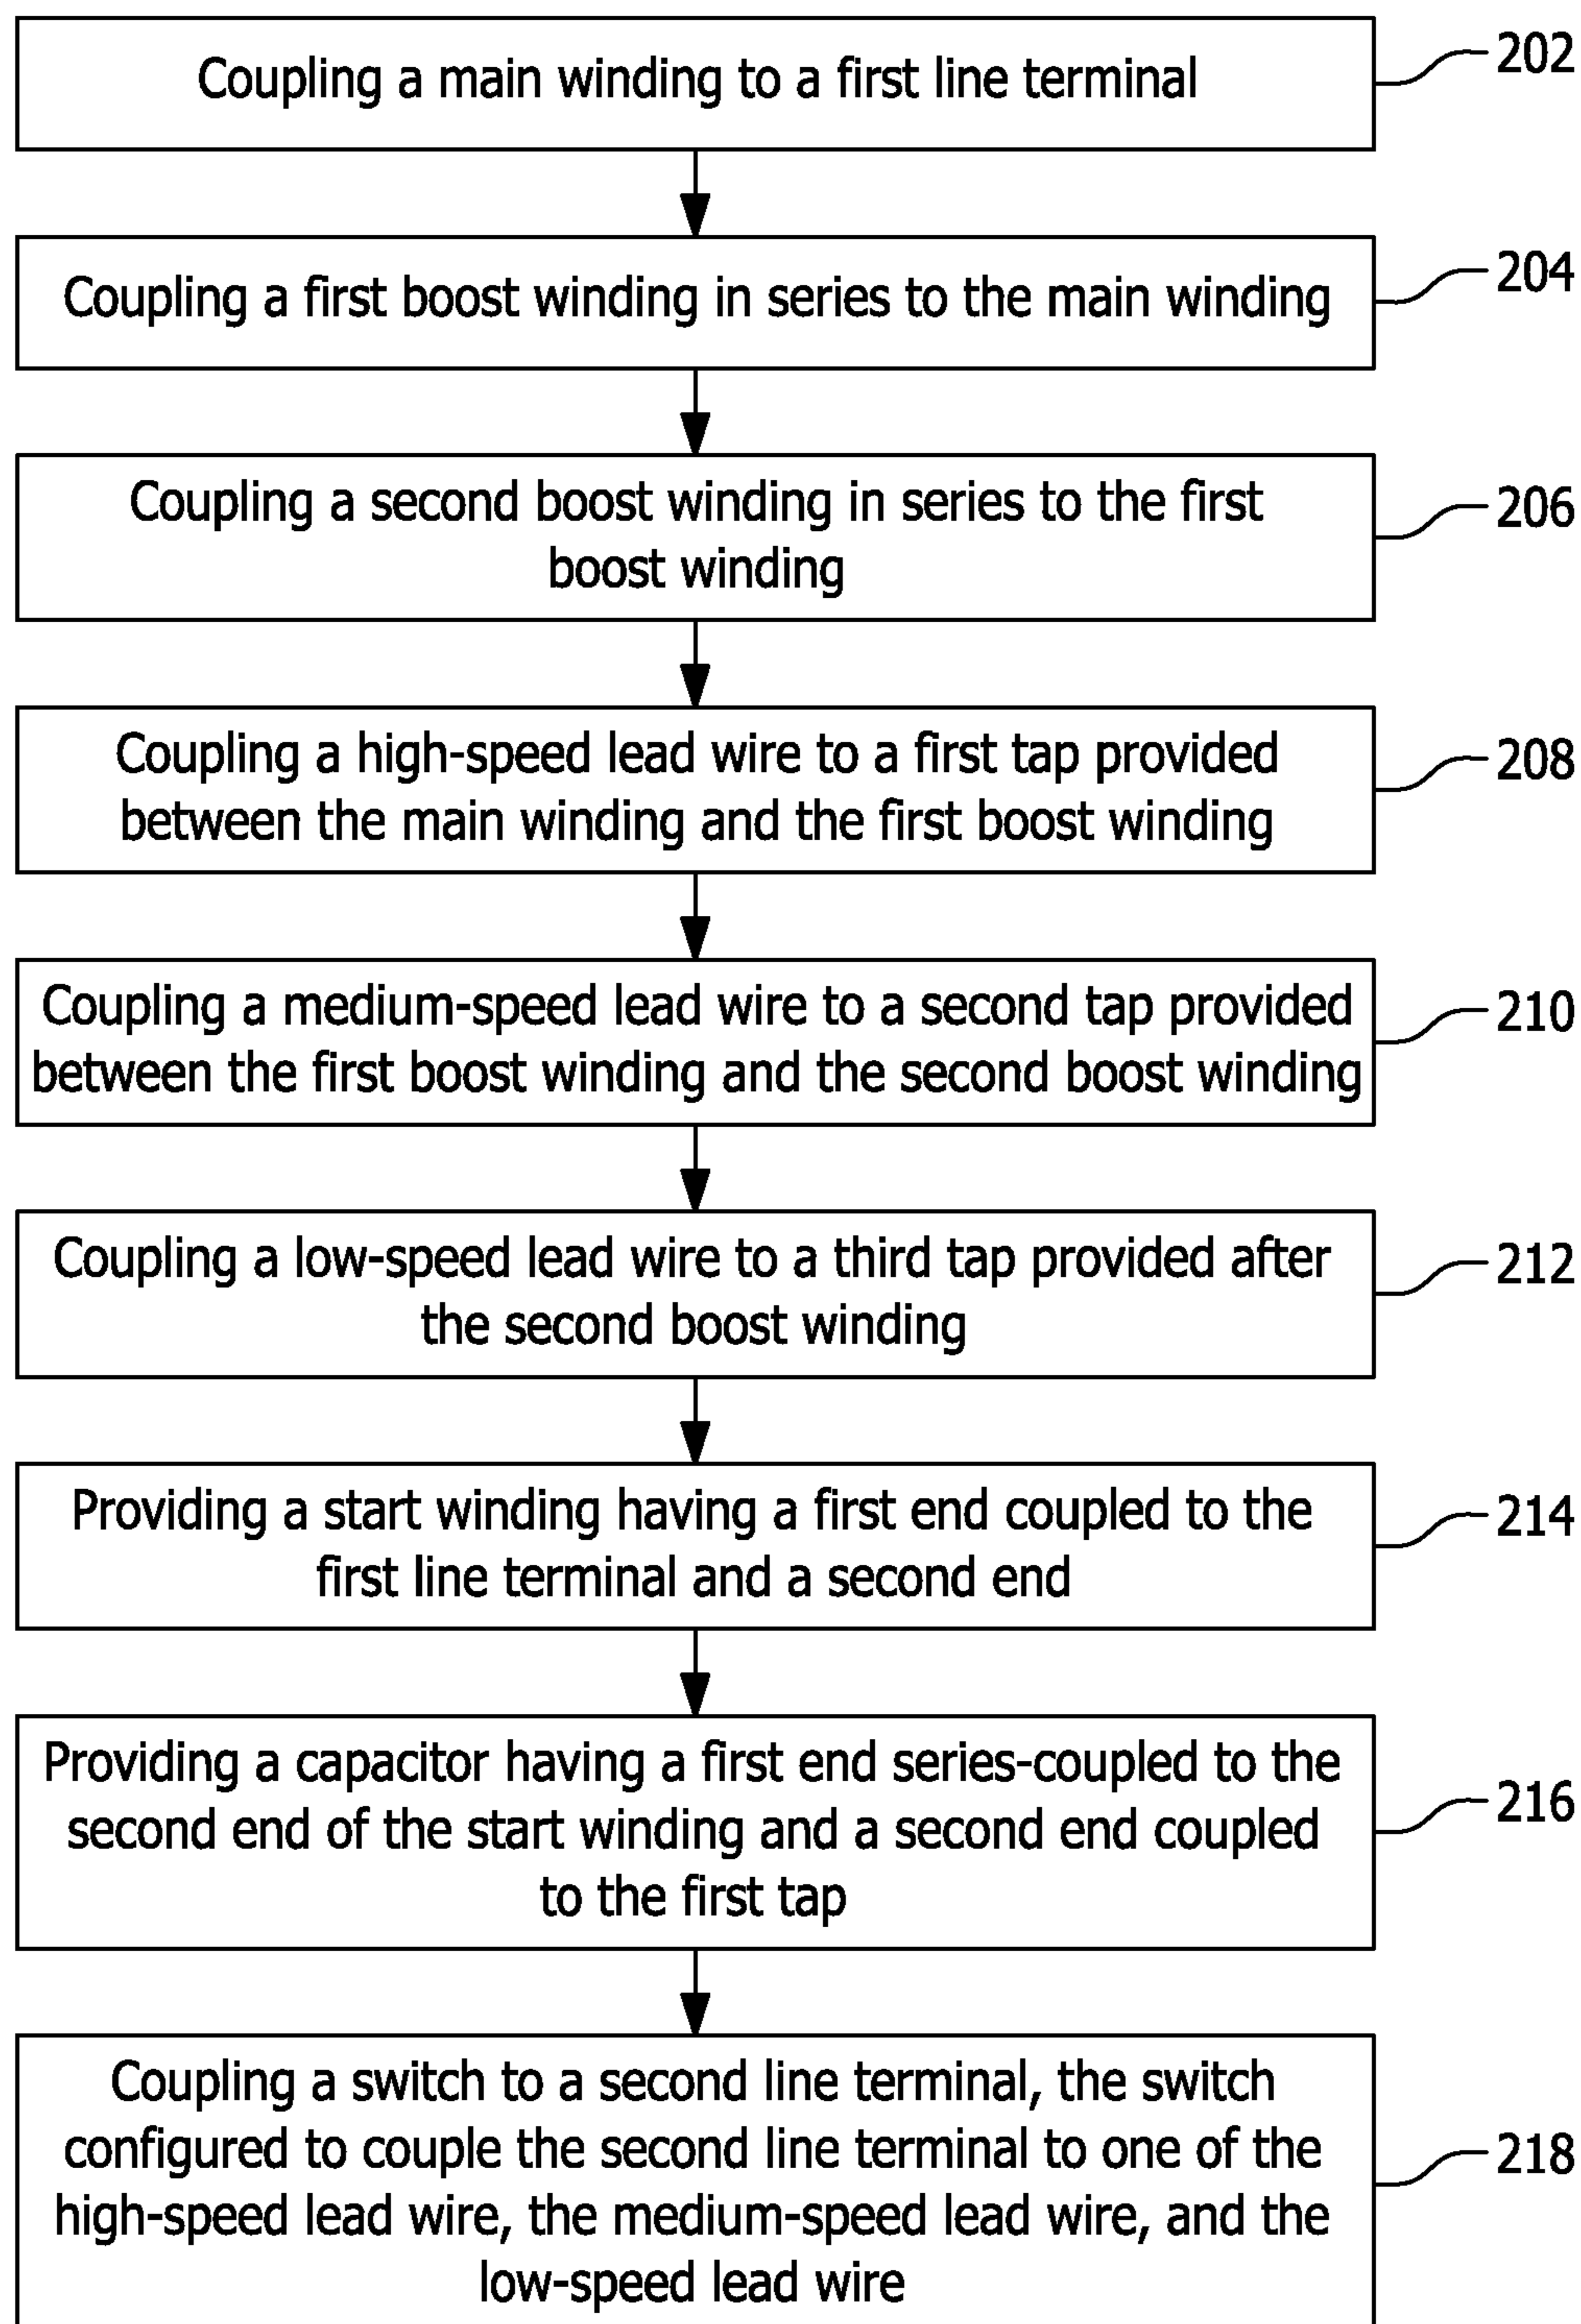 Coupling a main winding to a first line terminal
202
Coupling a first boost winding in series to the main winding
204
Coupling a second boost winding in series to the first
boost winding
206
Coupling a high-speed lead wire to a first tap provided
between the main winding and the first boost winding
208
Coupling a medium-speed lead wire to a second tap provided
between the first boost winding and the second boost winding
210
Coupling a low-speed lead wire to a third tap provided after
the second boost winding
212
Providing a start winding having a first end coupled to the
first line terminal and a second end
214
Providing a capacitor having a first end series-coupled to the
second end of the start winding and a second end coupled
to the first tap
216
Coupling a switch to a second line terminal, the switch
configured to couple the second line terminal to one of the
high-speed lead wire, the medium-speed lead wire, and the
low-speed lead wire
218